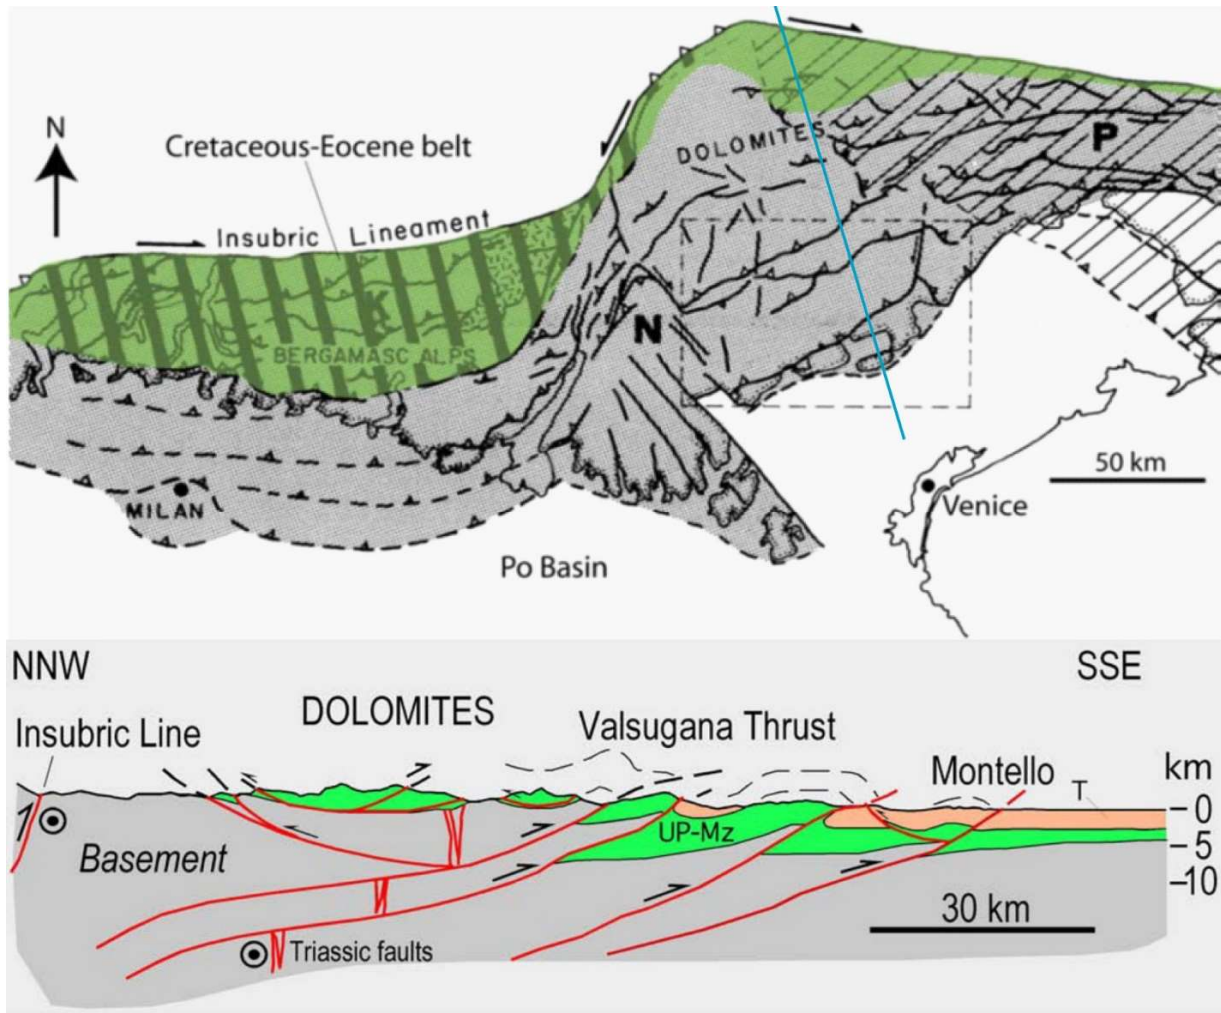 N
Cretaceous-Eocene belt
Insubric Lineament
DOLOMITES
P
K
N
BERGAMASC ALPS
MILAN
50 km
Venice
Po Basin
NNW
SSE
DOLOMITES
Insubric Line
Valsugana Thrust
Montello
km
T
0
UP-Mz
5
Basement
10
30 km
Triassic faults